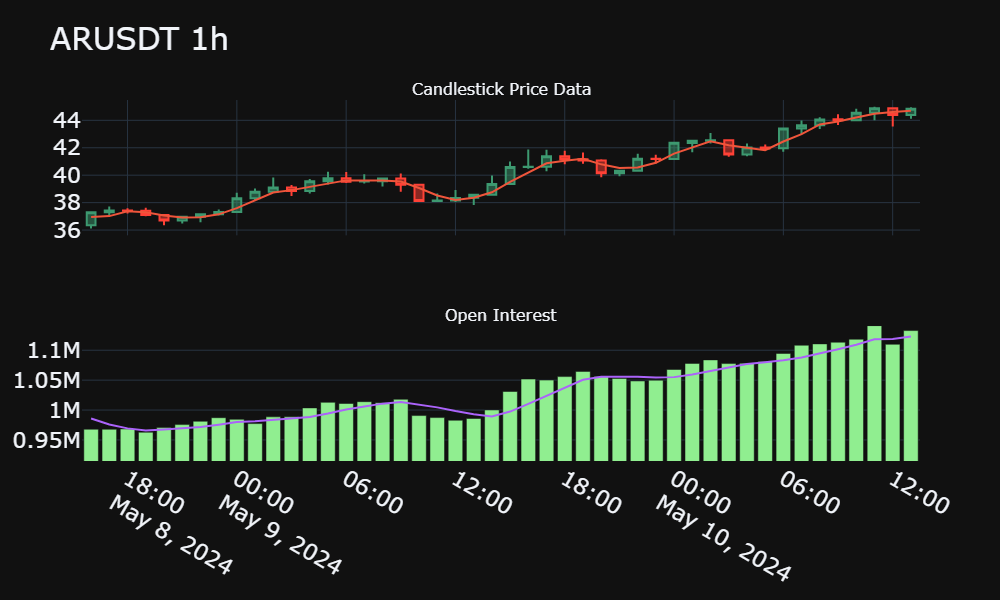 ARUSDT 1h
Candlestick Price Data
44
42
40
38
36
Open Interest
1.1M
1.05M
1M
0.95M
18:00
May 8, 2024
00:00
May 9, 2024
06:00
12:00
18:00
00:00
May 10, 2024
06:00
12:00